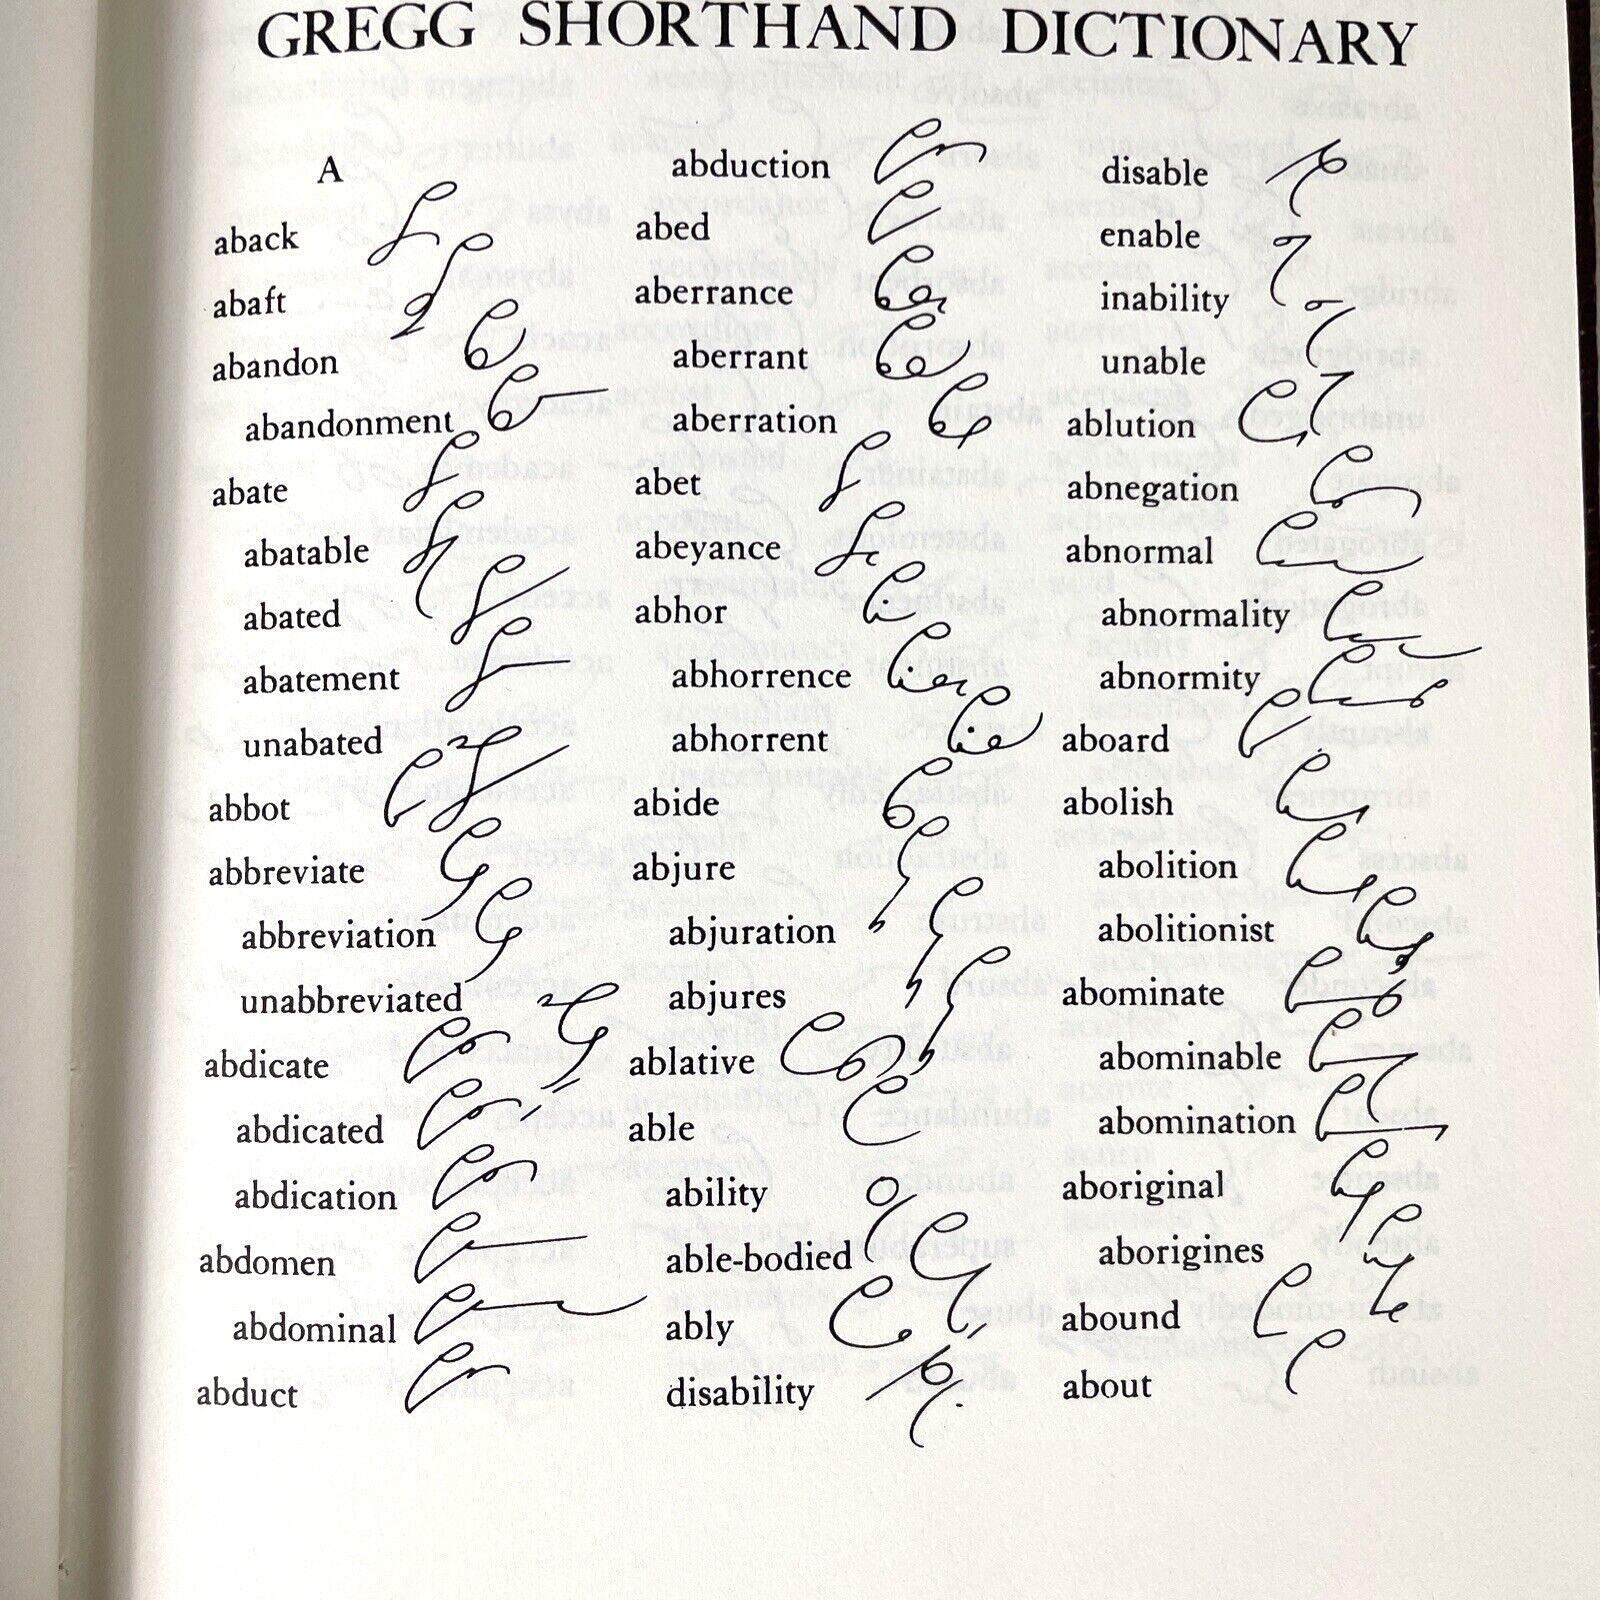 GREGG SHORTHAND DICTIONARY
A
aback
abaft
abandon
abandonment
abate
abatable
abated
abatement
unabated
abbot
abbreviate
abbreviation
unabbreviated
abdicate
abdicated
abdication
abdomen
abdominal
abduct
abduction
abed
aberrance
aberrant
aberration
abet
abeyance
abhor
abhorrence
abhorrent
abide
abjure
abjuration
abjures
ablative
able
ability
able-bodied
ably
disability
disable
enable
inability
unable
ablution
abnegation
abnormal
abnormality
abnormity
aboard
abolish
abolition
abolitionist
abominate
abominable
abomination
aboriginal
aborigines
abound
about